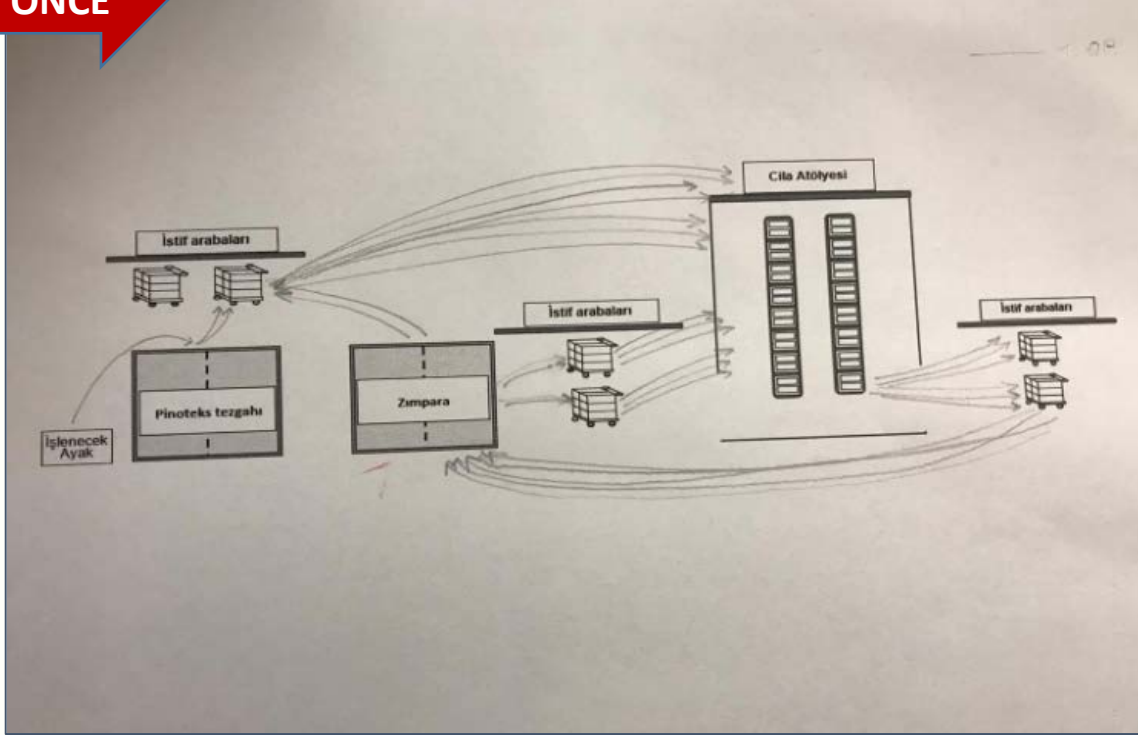 ÖNCE
Cila Atölyesi
İstif arabaları
İstif arabaları
İstif arabaları
Pinoteks tezgahı
Zımpara
İşlenecek
Ayak